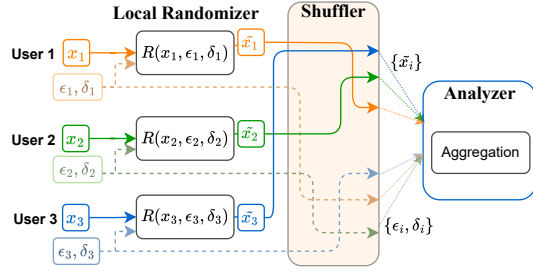 Local Randomizer
Shuffler
User 1
x₁
R(x₁, ϵ₁, δ₁)
x̃₁
ϵ₁, δ₁
{x̃ᵢ}
Analyzer
User 2
x₂
R(x₂, ϵ₂, δ₂)
x̃₂
Aggregation
ϵ₂, δ₂
User 3
x₃
R(x₃, ϵ₃, δ₃)
x̃₃
{ϵᵢ, δᵢ}
ϵ₃, δ₃